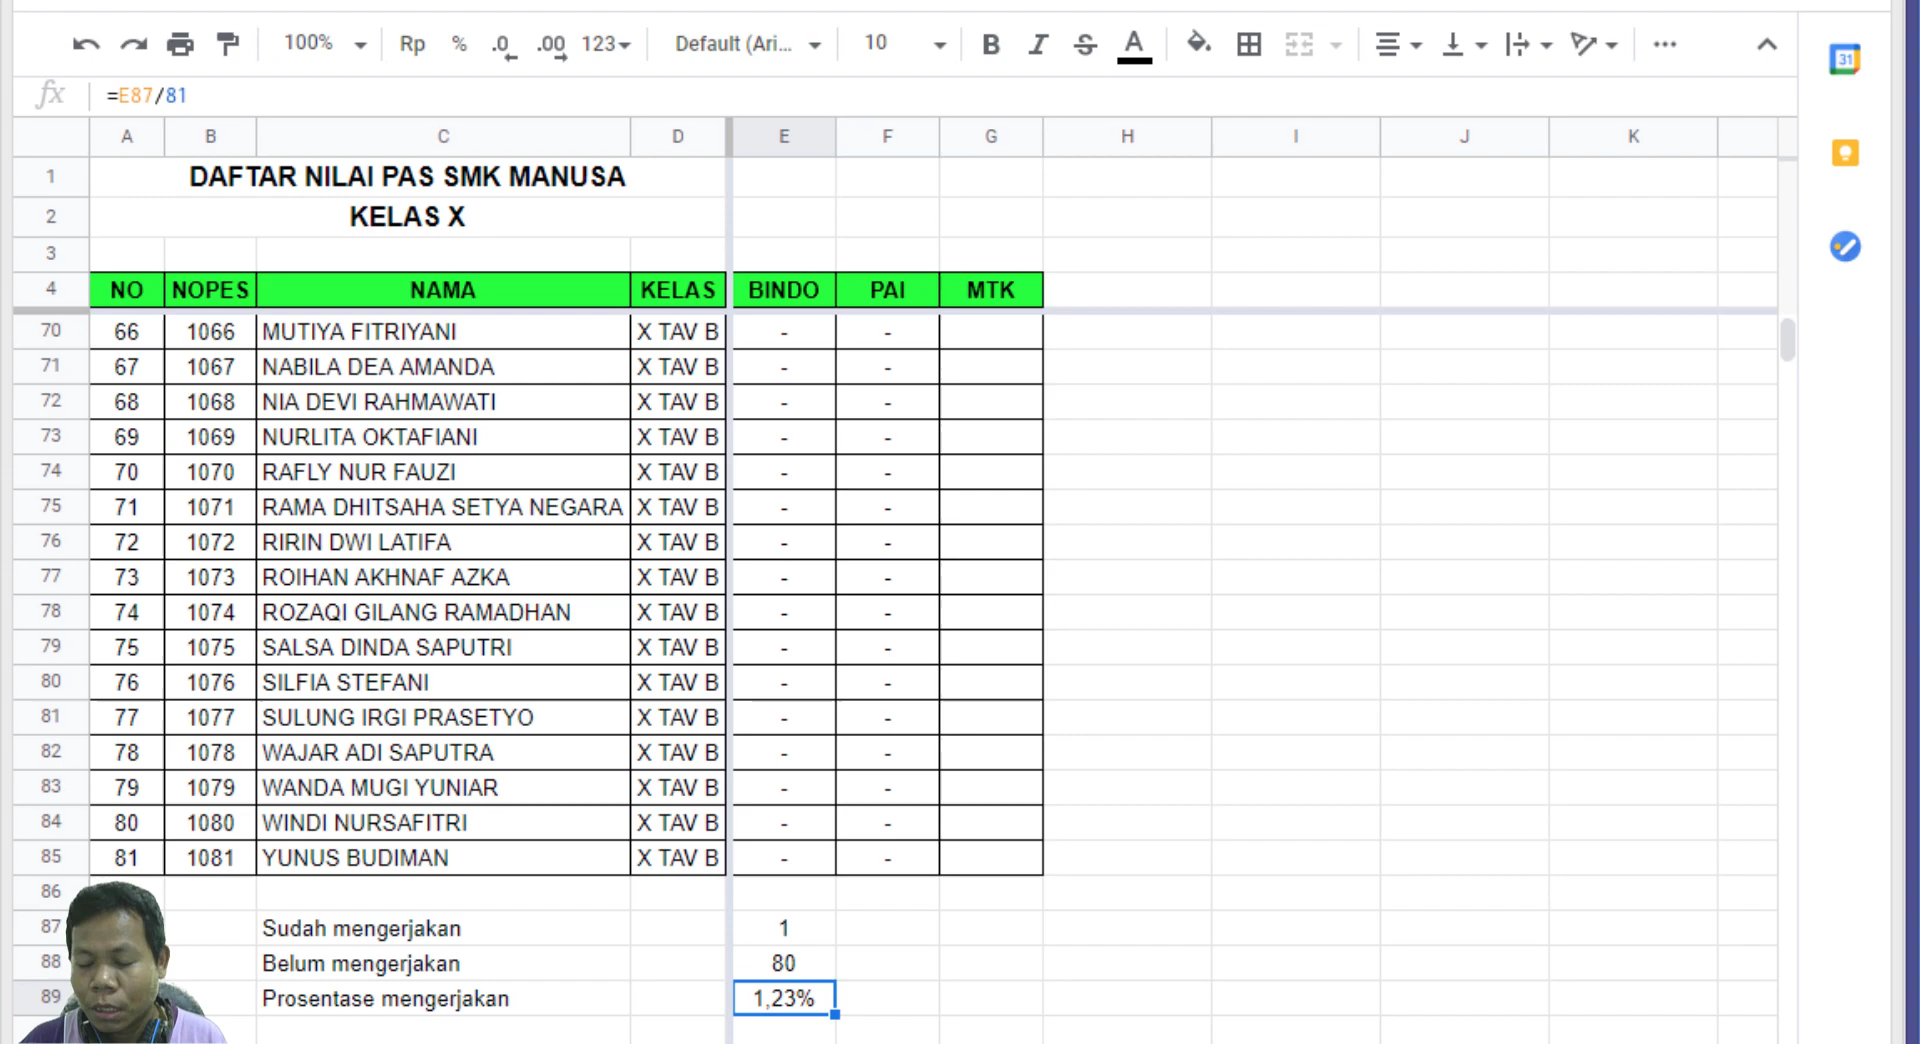 100% Rp % .0 .00 123 Default (Ari... 10 B I S A ...
31
fx =E87/81
A B C D E F G H I J K
1 DAFTAR NILAI PAS SMK MANUSA
2 KELAS X
3
4 NO NOPES NAMA KELAS BINDO PAI MTK
70 66 1066 MUTIYA FITRIYANI X TAV B - -
71 67 1067 NABILA DEA AMANDA X TAV B - -
72 68 1068 NIA DEVI RAHMAWATI X TAV B - -
73 69 1069 NURLITA OKTAFIANI X TAV B - -
74 70 1070 RAFLY NUR FAUZI X TAV B - -
75 71 1071 RAMA DHITSAHA SETYA NEGARA X TAV B - -
76 72 1072 RIRIN DWI LATIFA X TAV B - -
77 73 1073 ROIHAN AKHNAF AZKA X TAV B - -
78 74 1074 ROZAQI GILANG RAMADHAN X TAV B - -
79 75 1075 SALSA DINDA SAPUTRI X TAV B - -
80 76 1076 SILFIA STEFANI X TAV B - -
81 77 1077 SULUNG IRGI PRASETYO X TAV B - -
82 78 1078 WAJAR ADI SAPUTRA X TAV B - -
83 79 1079 WANDA MUGI YUNIAR X TAV B - -
84 80 1080 WINDI NURSAFITRI X TAV B - -
85 81 1081 YUNUS BUDIMAN X TAV B - -
86
87 Sudah mengerjakan 1
88 Belum mengerjakan 80
89 Prosentase mengerjakan 1,23%